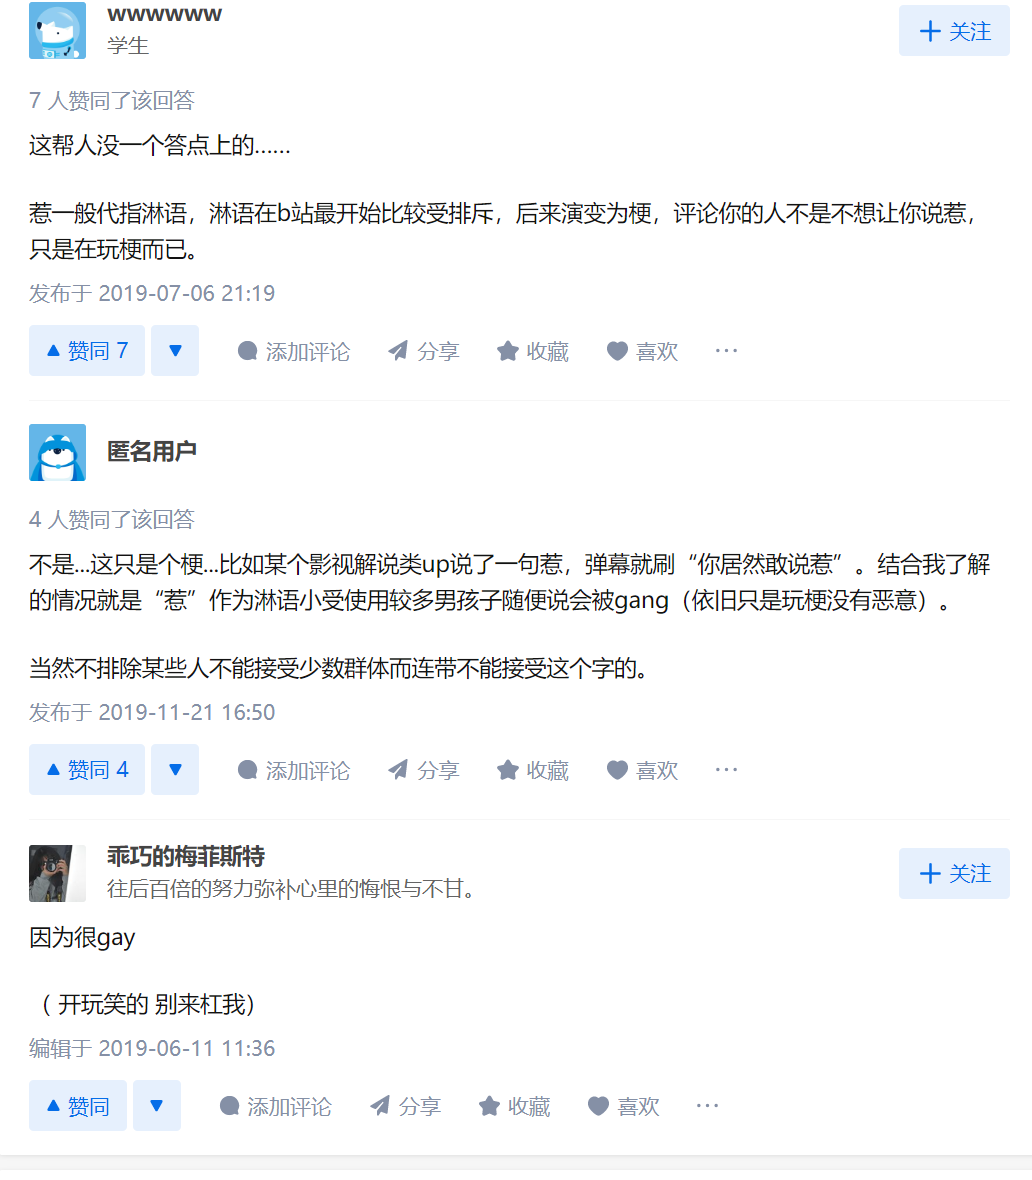 wwwwww
学生
关注
7 人赞同了该回答
这帮人没一个答点上的……
惹一般代指淋语，淋语在b站最开始比较受排斥，后来演变为梗，评论你的人不是不想让你说惹，
只是在玩梗而已。
发布于 2019-07-06 21:19
赞同 7 添加评论 分享 收藏 喜欢 ···
匿名用户
4 人赞同了该回答
不是...这只是个梗...比如某个影视解说类up说了一句惹，弹幕就刷“你居然敢说惹”。结合我了解
的情况就是“惹”作为淋语小受使用较多男孩子随便说会被gang（依旧只是玩梗没有恶意）。
当然不排除某些人不能接受少数群体而连带不能接受这个字的。
发布于 2019-11-21 16:50
赞同 4 添加评论 分享 收藏 喜欢 ···
乖巧的梅菲斯特
往后百倍的努力弥补心里的悔恨与不甘。
关注
因为很gay
（ 开玩笑的 别来杠我）
编辑于 2019-06-11 11:36
赞同 添加评论 分享 收藏 喜欢 ···